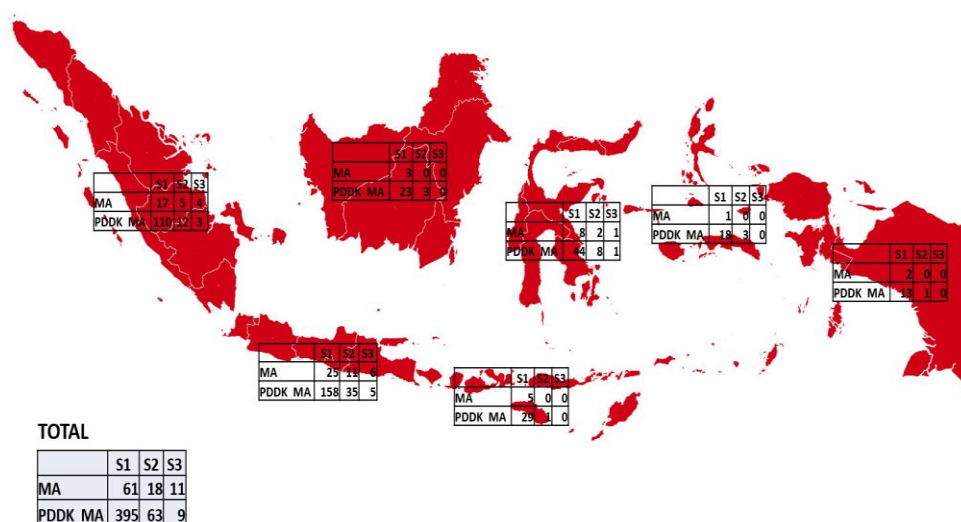 S1 S2 S3
MA 3 0 0
PDDK MA 23 3 0
S1 S2 S3
MA 17 5 4
PDDK MA 110 12 3
S1 S2 S3
MA 1 0 0
PDDK MA 18 3 0
S1 S2 S3
MA 8 2 1
PDDK MA 44 8 1
S1 S2 S3
MA 2 0 0
PDDK MA 13 1 0
S1 S2 S3
MA 25 11 6
PDDK MA 158 35 5
S1 S2 S3
MA 5 0 0
PDDK MA 29 1 0
TOTAL
S1 S2 S3
MA 61 18 11
PDDK MA 395 63 9